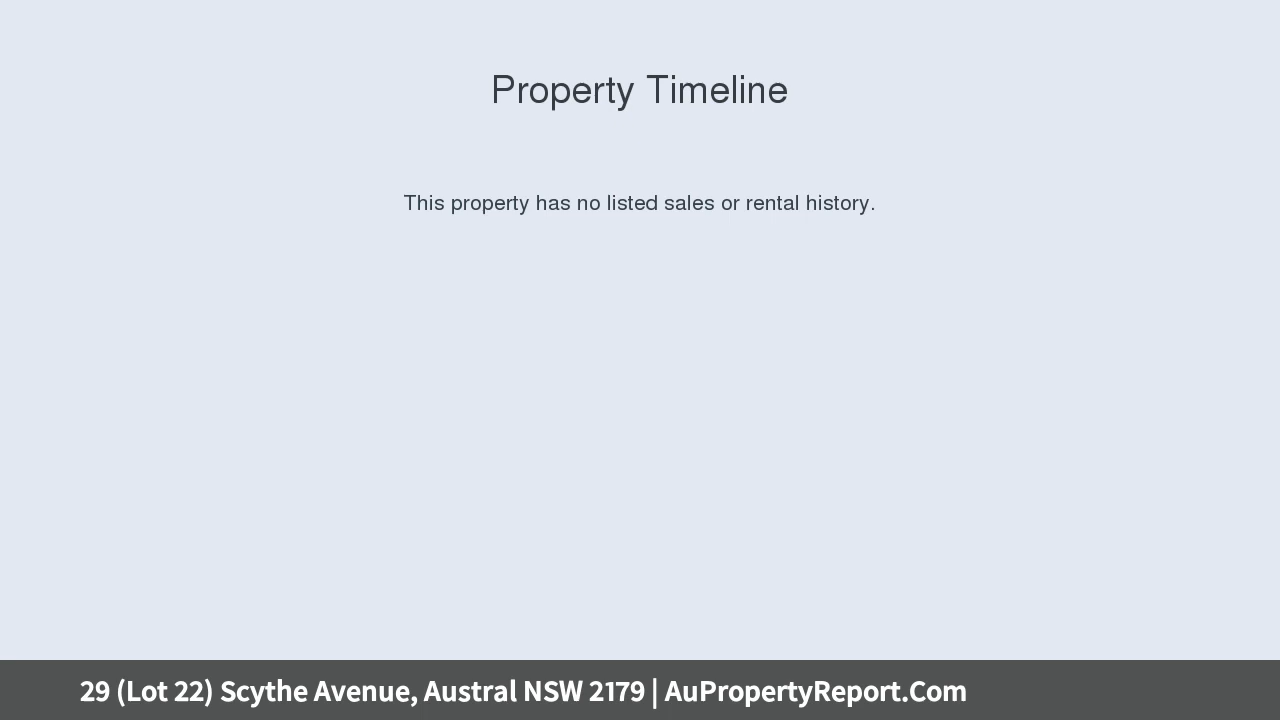 Property Timeline
This property has no listed sales or rental history.
29 (Lot 22) Scythe Avenue, Austral NSW 2179 | AuPropertyReport.Com